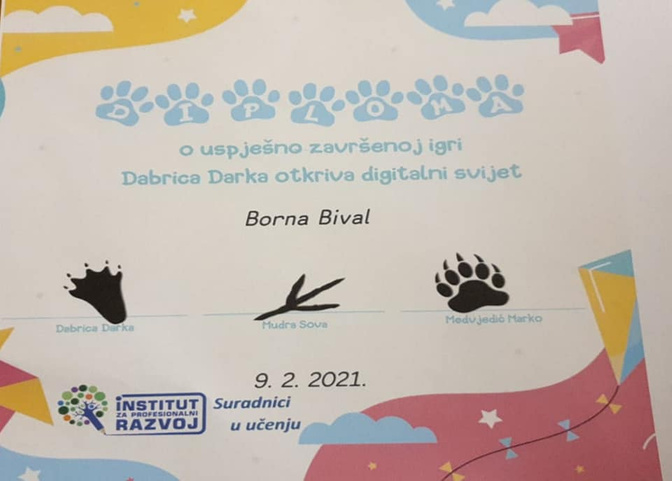 DIPLOMA
o uspješno završenoj igri
Dabrica Darka otkriva digitalni svijet
Borna Bival
Dabrica Darka
Mudra Sova
Medvjedić Marko
9. 2. 2021.
INSTITUT
ZA PROFESIONALNI
RAZVOJ
Suradnici
u učenju